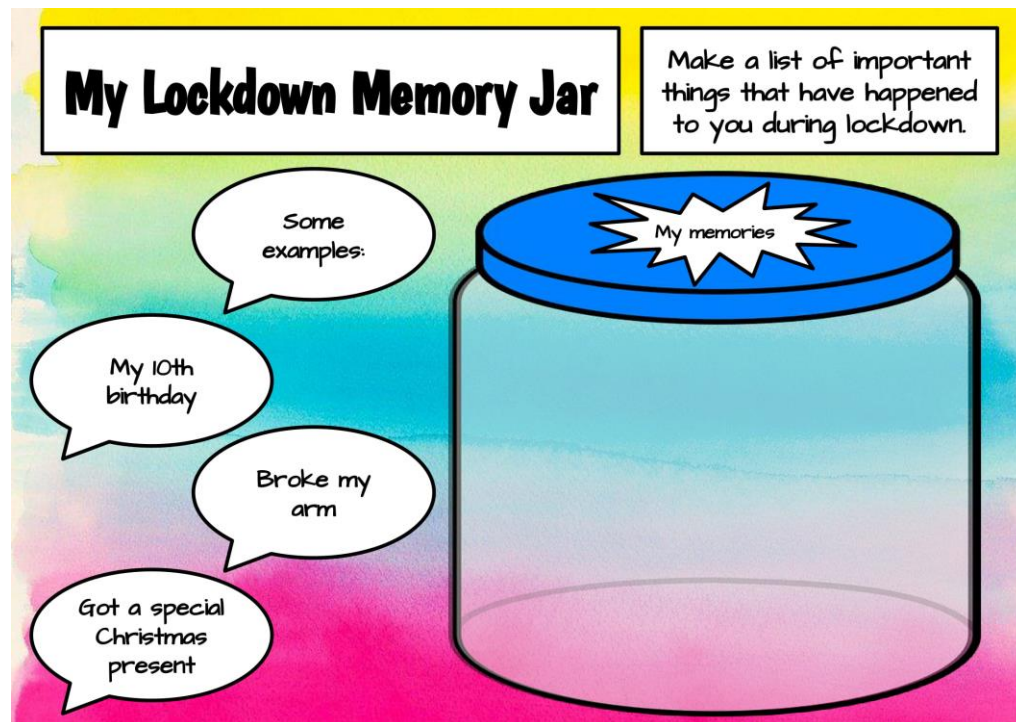 My Lockdown Memory Jar
Make a list of important
things that have happened
to you during lockdown.
Some
examples:
My memories
My 10th
birthday
Broke my
arm
Got a special
Christmas
present